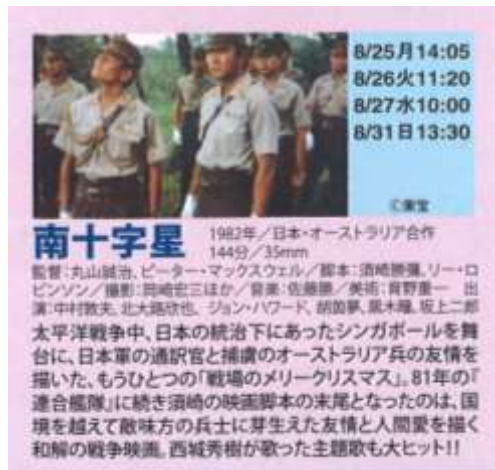 8/25月14:05
8/26火11:20
8/27水10:00
8/31日13:30
©東宝
南十字星
1982年／日本・オーストラリア合作
144分／35mm
監督：丸山誠治、ピーター・マックスウェル／脚本：須崎勝彌、リー・ロ
ビンソン／撮影：岡崎宏三ほか／音楽：佐藤勝／美術：育野重一 出
演：中村敦夫、北大路欣也、ジョン・ハワード、胡茵夢、風木瞳、坂上二郎
太平洋戦争中、日本の統治下にあったシンガポールを舞
台に、日本軍の通訳官と捕虜のオーストラリア兵の友情を
描いた、もうひとつの「戦場のメリークリスマス」。81年の『
連合艦隊』に続き須崎の映画脚本の末尾となったのは、国
境を越えて敵味方の兵士に芽生えた友情と人間愛を描く
和解の戦争映画。西城秀樹が歌った主題歌も大ヒット!!